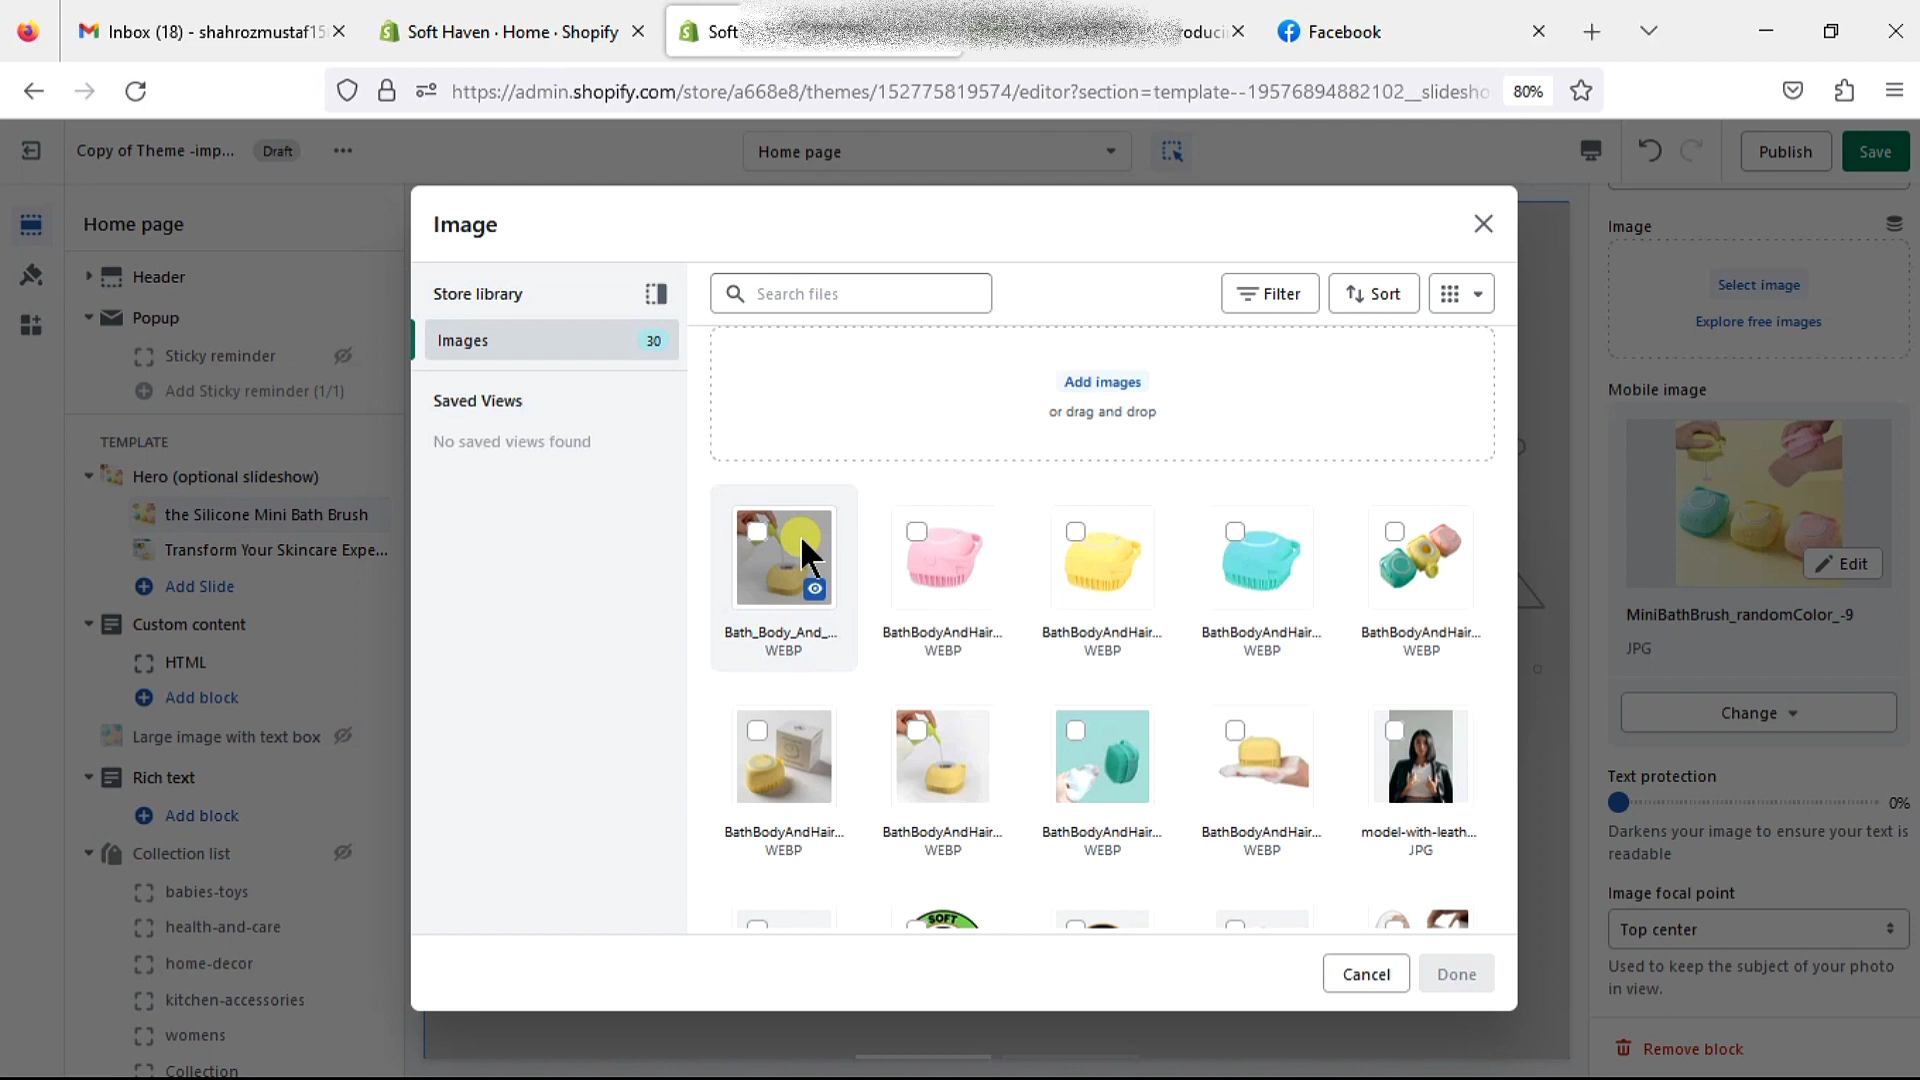 Inbox (18) - shahrozmustaf15
Soft Haven · Home · Shopify
Soft
roduci
Facebook
https://admin.shopify.com/store/a668e8/themes/152775819574/editor?section=template--19576894882102__slidesho
80%
Copy of Theme -imp...
Draft
Home page
Publish
Save
Home page
Header
Popup
Sticky reminder
Add Sticky reminder (1/1)
TEMPLATE
Hero (optional slideshow)
the Silicone Mini Bath Brush
Transform Your Skincare Expe...
Add Slide
Custom content
HTML
Add block
Large image with text box
Rich text
Add block
Collection list
babies-toys
health-and-care
home-decor
kitchen-accessories
womens
Collection
Image
Store library
Images
30
Saved Views
No saved views found
Search files
Filter
Sort
Add images
or drag and drop
Bath_Body_And_...
WEBP
BathBodyAndHair...
WEBP
BathBodyAndHair...
WEBP
BathBodyAndHair...
WEBP
BathBodyAndHair...
WEBP
BathBodyAndHair...
WEBP
BathBodyAndHair...
WEBP
BathBodyAndHair...
WEBP
BathBodyAndHair...
WEBP
model-with-leath...
JPG
SOFT
Cancel
Done
Image
Select image
Explore free images
Mobile image
Edit
MiniBathBrush_randomColor_-9
JPG
Change
Text protection
0%
Darkens your image to ensure your text is
readable
Image focal point
Top center
Used to keep the subject of your photo
in view.
Remove block